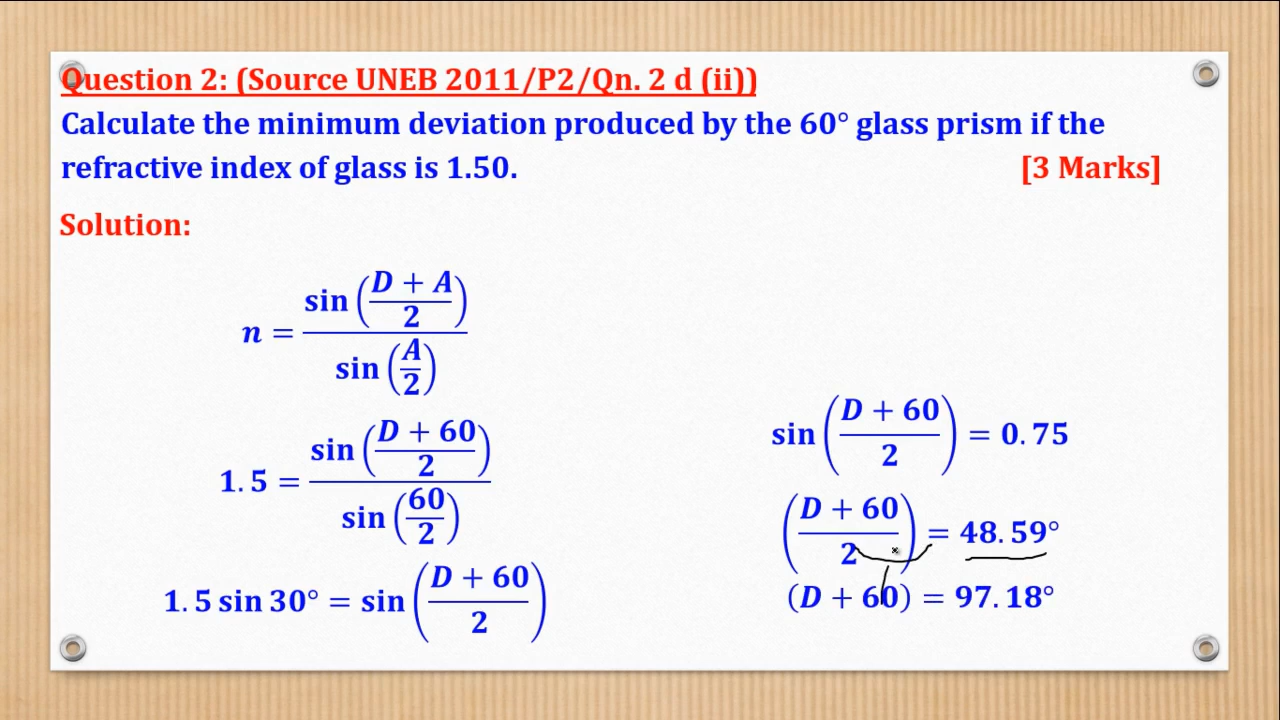 Question 2: (Source UNEB 2011/P2/Qn. 2 d (ii))
Calculate the minimum deviation produced by the 60° glass prism if the
refractive index of glass is 1.50. [3 Marks]
Solution:
n = sin((D + A)/2) / sin(A/2)
1.5 = sin((D + 60)/2) / sin(60/2)
1.5 sin 30° = sin((D + 60)/2)
sin((D + 60)/2) = 0.75
((D + 60)/2) = 48.59°
(D + 60) = 97.18°